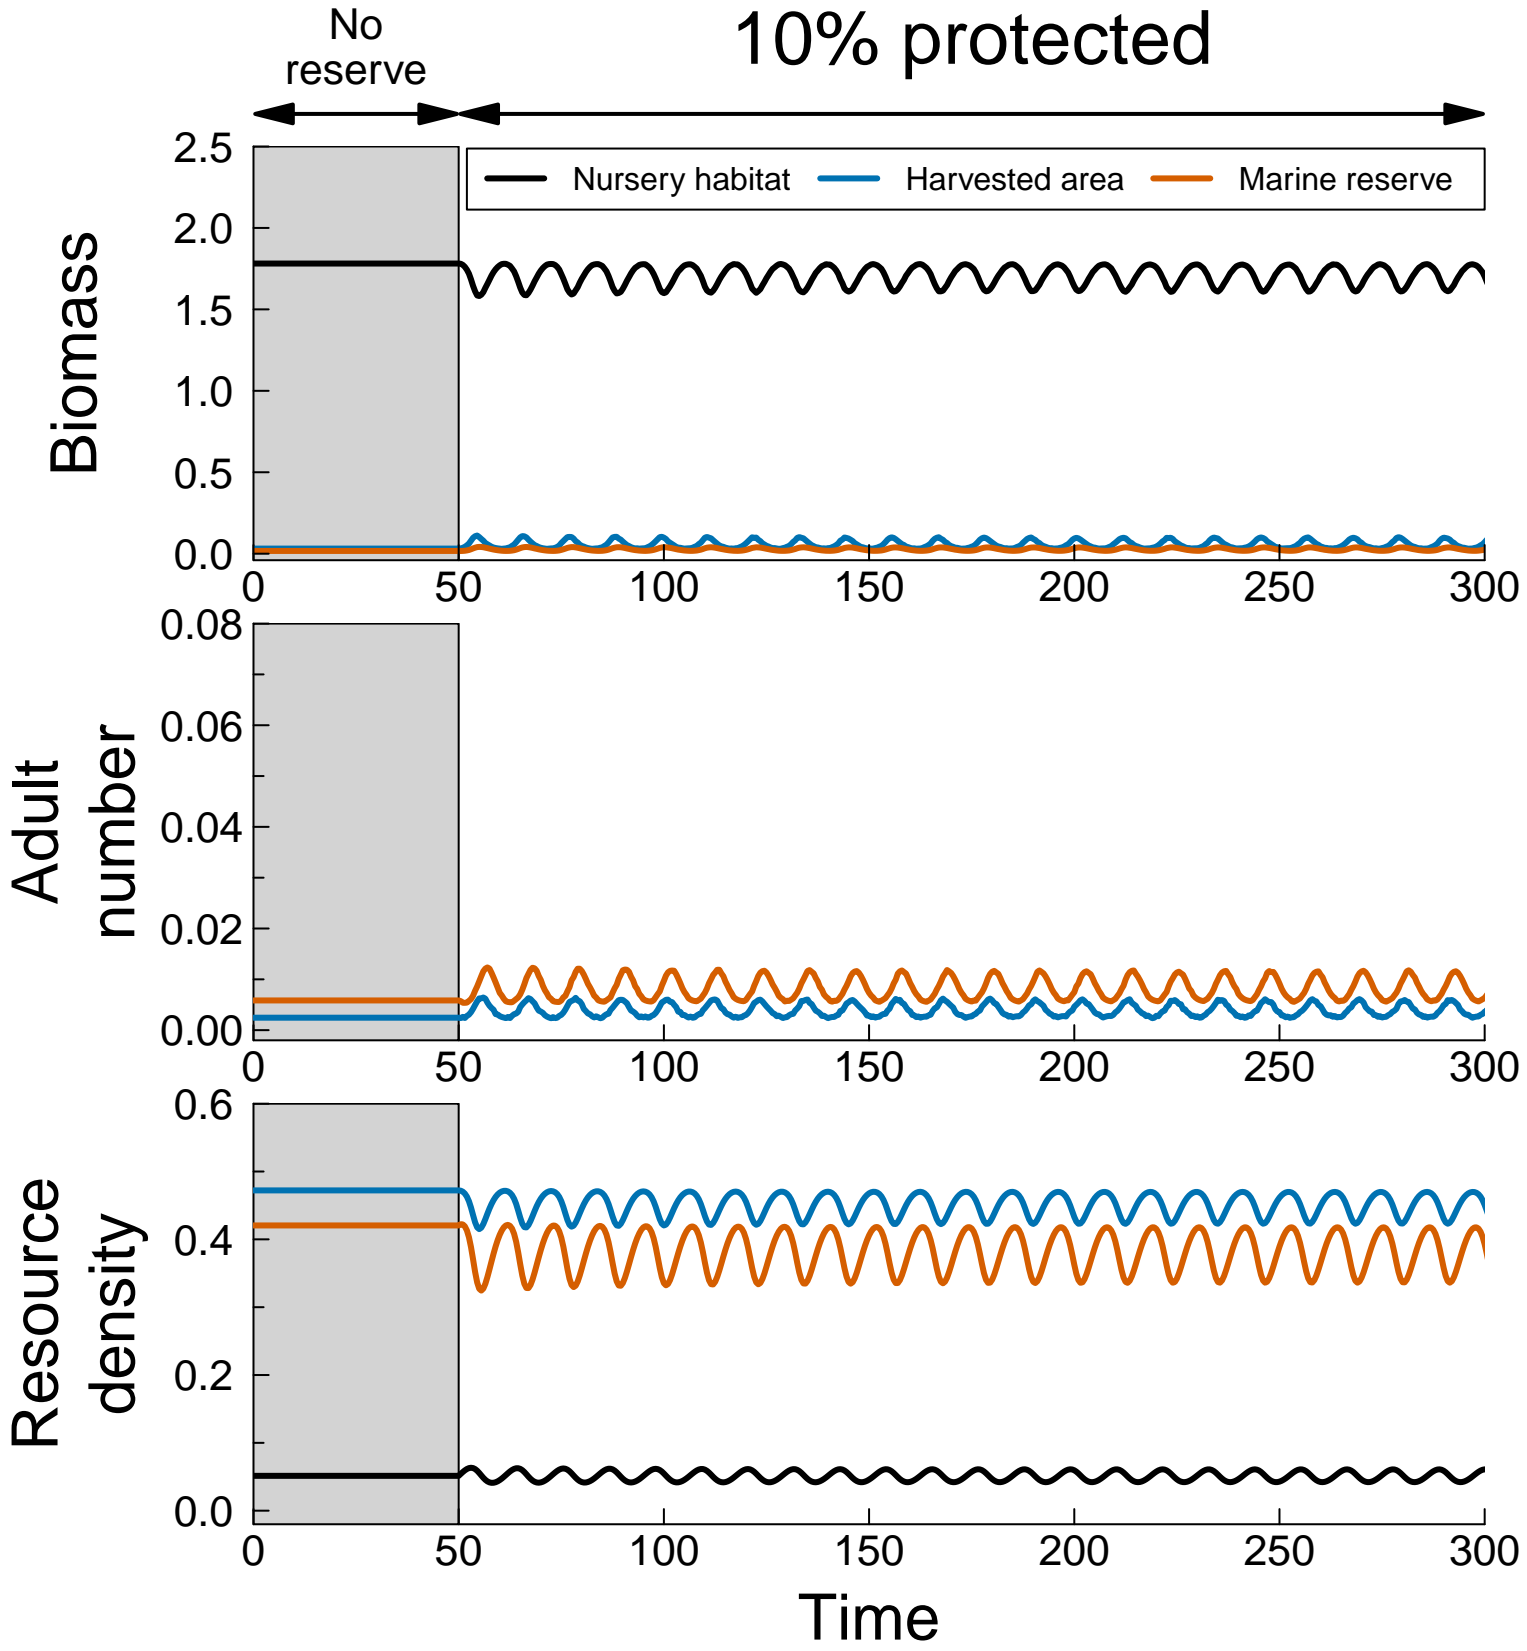 No
reserve
10% protected
Nursery habitat Harvested area Marine reserve
Biomass
2.5
2.0
1.5
1.0
0.5
0.0
0 50 100 150 200 250 300
Adult
number
0.08
0.06
0.04
0.02
0.00
0 50 100 150 200 250 300
Resource
density
0.6
0.4
0.2
0.0
0 50 100 150 200 250 300
Time